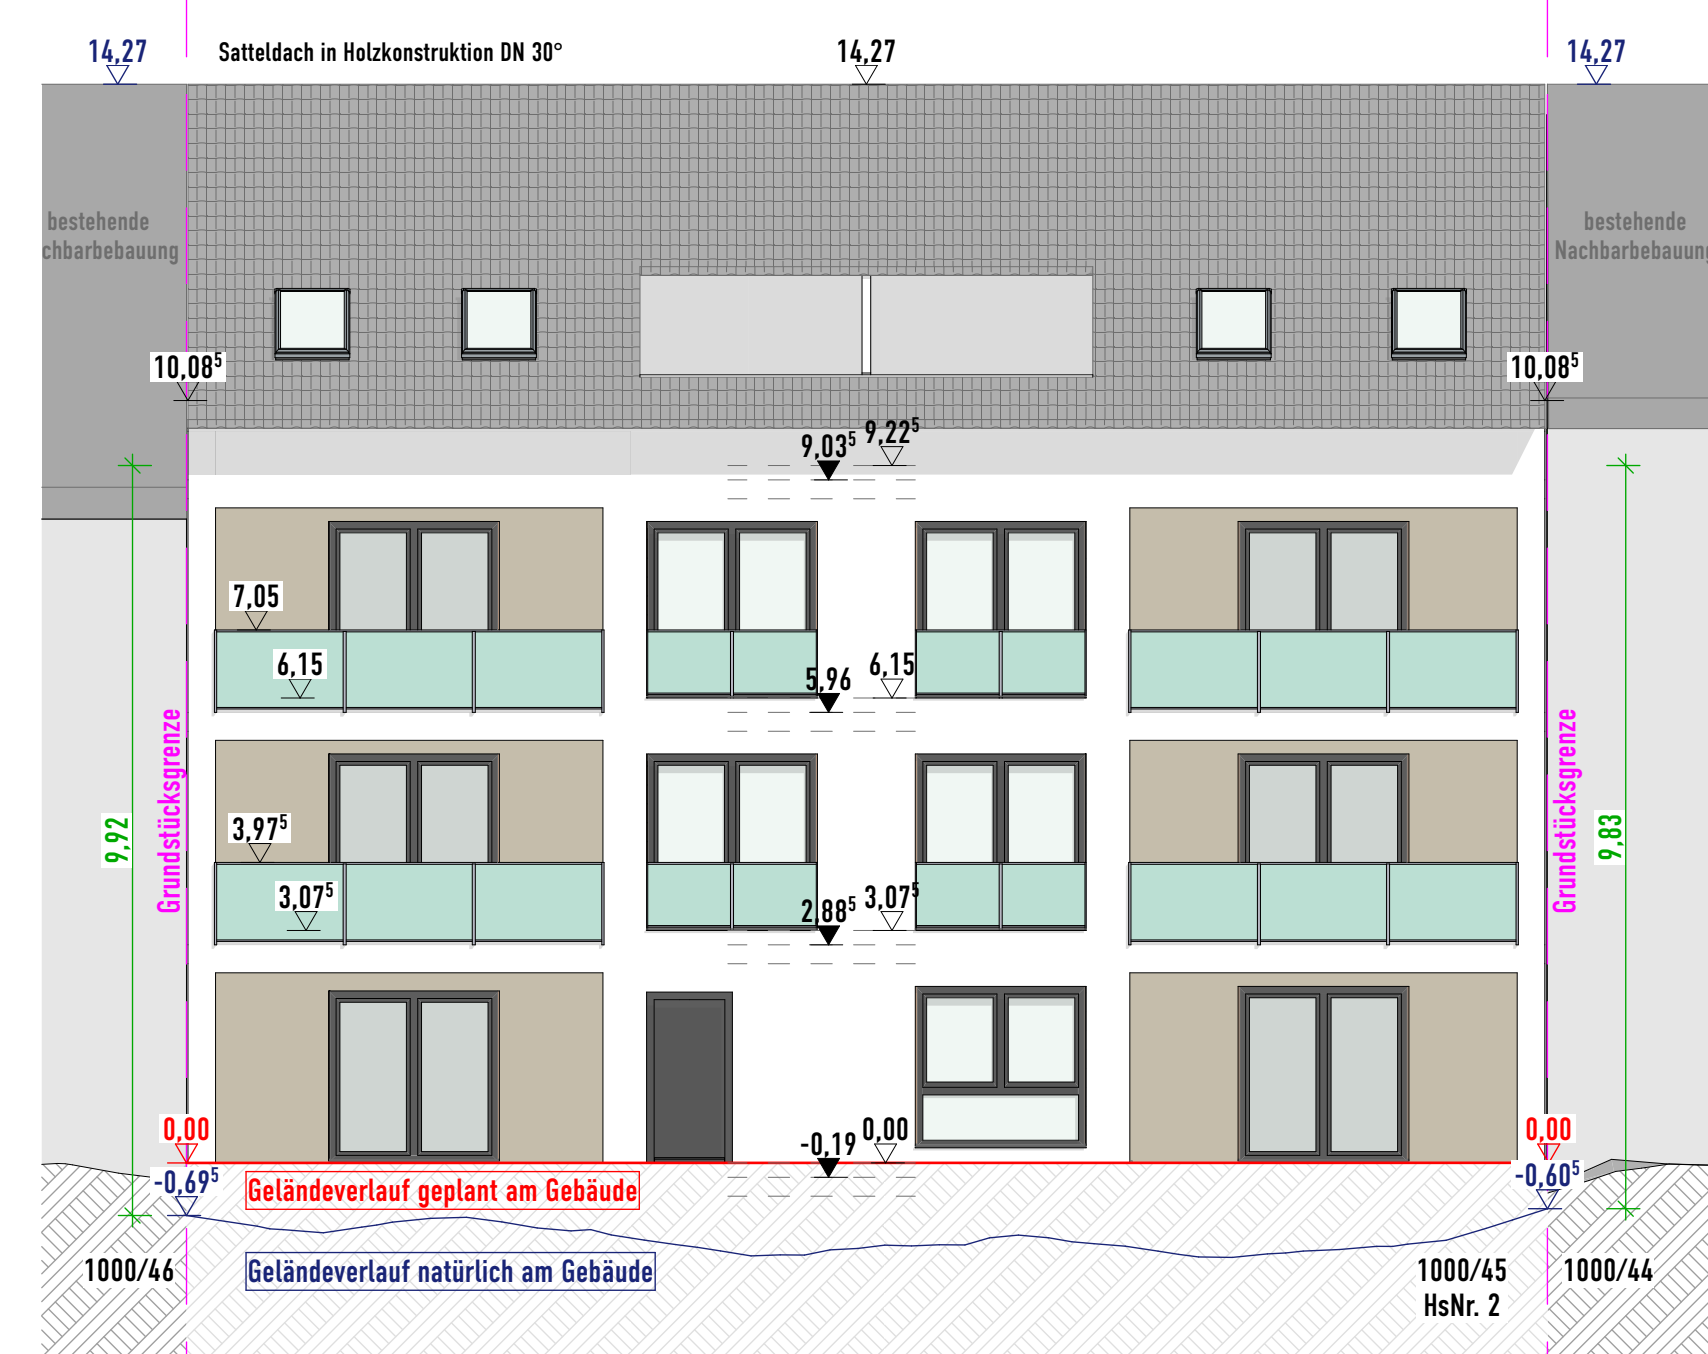 14,27
Satteldach in Holzkonstruktion DN 30°
14,27
14,27
bestehende
chbarbebauung
bestehende
Nachbarbebauung
10,08⁵
10,08⁵
9,03⁵
9,22⁵
7,05
6,15
5,96
6,15
Grundstücksgrenze
Grundstücksgrenze
9,92
9,83
3,97⁵
3,07⁵
2,88⁵
3,07⁵
0,00
-0,19
0,00
0,00
-0,69⁵
Geländeverlauf geplant am Gebäude
-0,60⁵
1000/46
Geländeverlauf natürlich am Gebäude
1000/45
HsNr. 2
1000/44